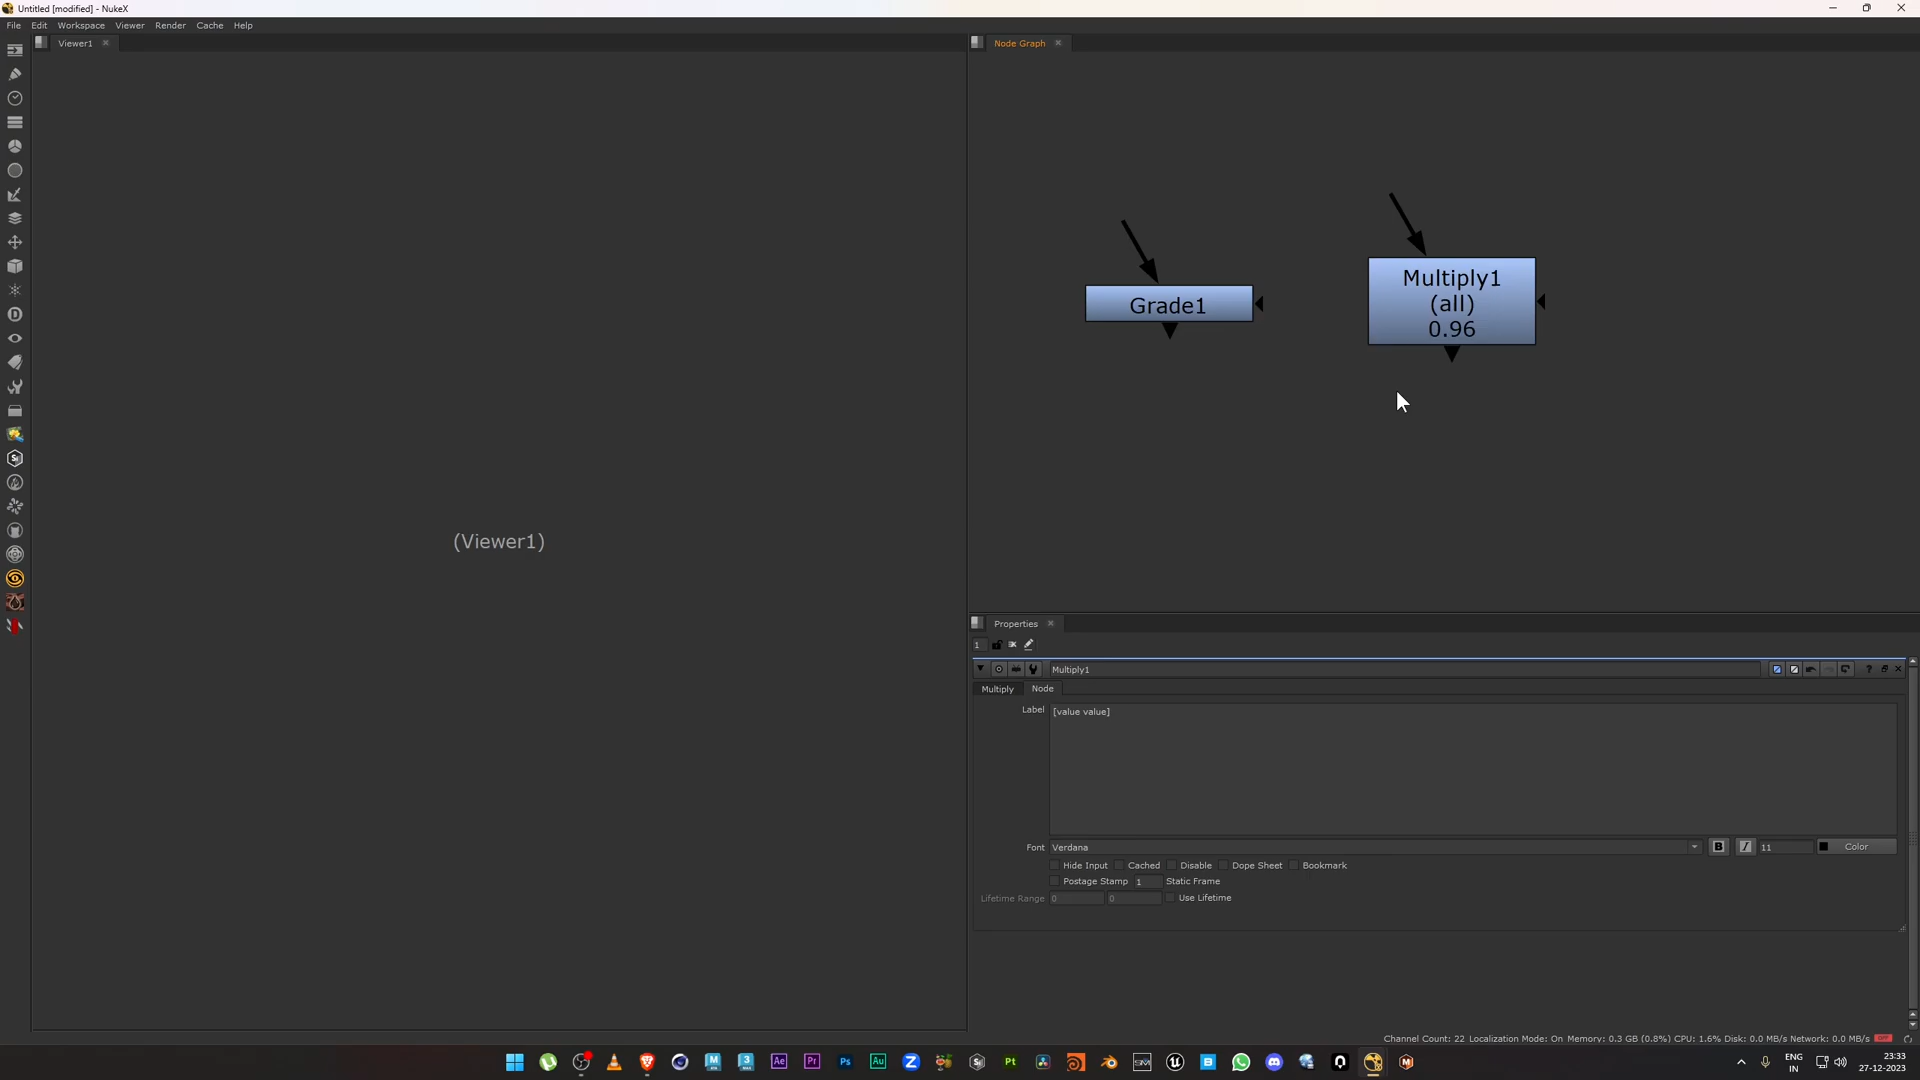 Untitled [modified] - NukeX
File Edit Workspace Viewer Render Cache Help
Viewer1
Node Graph
Grade1
Multiply1
(all)
0.96
(Viewer1)
Properties
1
Multiply1
Multiply Node
Label [value value]
Font Verdana B I 11 Color
Hide Input Cached Disable Dope Sheet Bookmark
Postage Stamp 1 Static Frame
Lifetime Range 0 0 Use Lifetime
Channel Count: 22 Localization Mode: On Memory: 0.3 GB (0.8%) CPU: 1.6% Disk: 0.0 MB/s Network: 0.0 MB/s
ENG
IN
23:33
27-12-2023